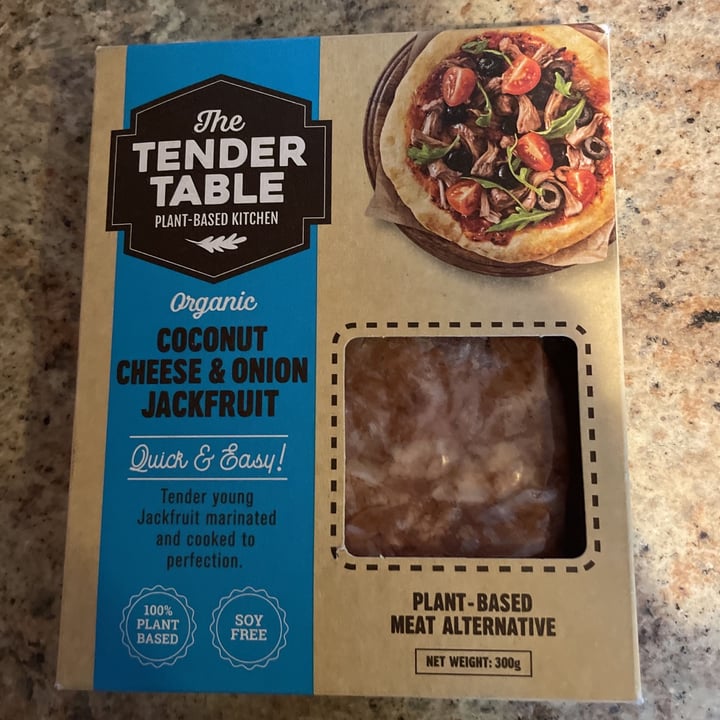 The
TENDER
TABLE
PLANT-BASED KITCHEN
Organic
COCONUT
CHEESE & ONION
JACKFRUIT
Quick & Easy!
Tender young
Jackfruit marinated
and cooked to
perfection.
100%
PLANT
BASED
SOY
FREE
PLANT-BASED
MEAT ALTERNATIVE
NET WEIGHT: 300g